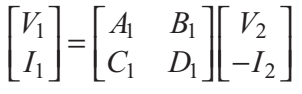 [V₁ I₁] = [A₁ B₁ C₁ D₁] [V₂ -I₂]